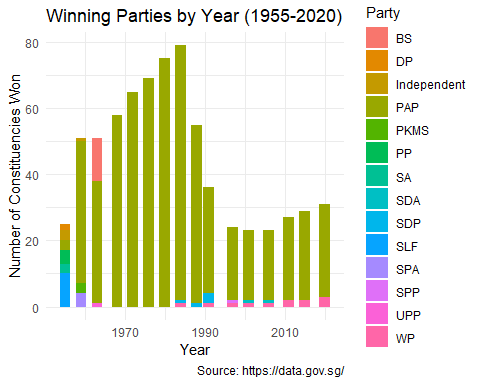 Winning Parties by Year (1955-2020)
Party
BS
DP
Independent
PAP
PKMS
PP
SA
SDA
SDP
SLF
SPA
SPP
UPP
WP
Number of Constituencies Won
80
60
40
20
0
1970
1990
2010
Year
Source: https://data.gov.sg/